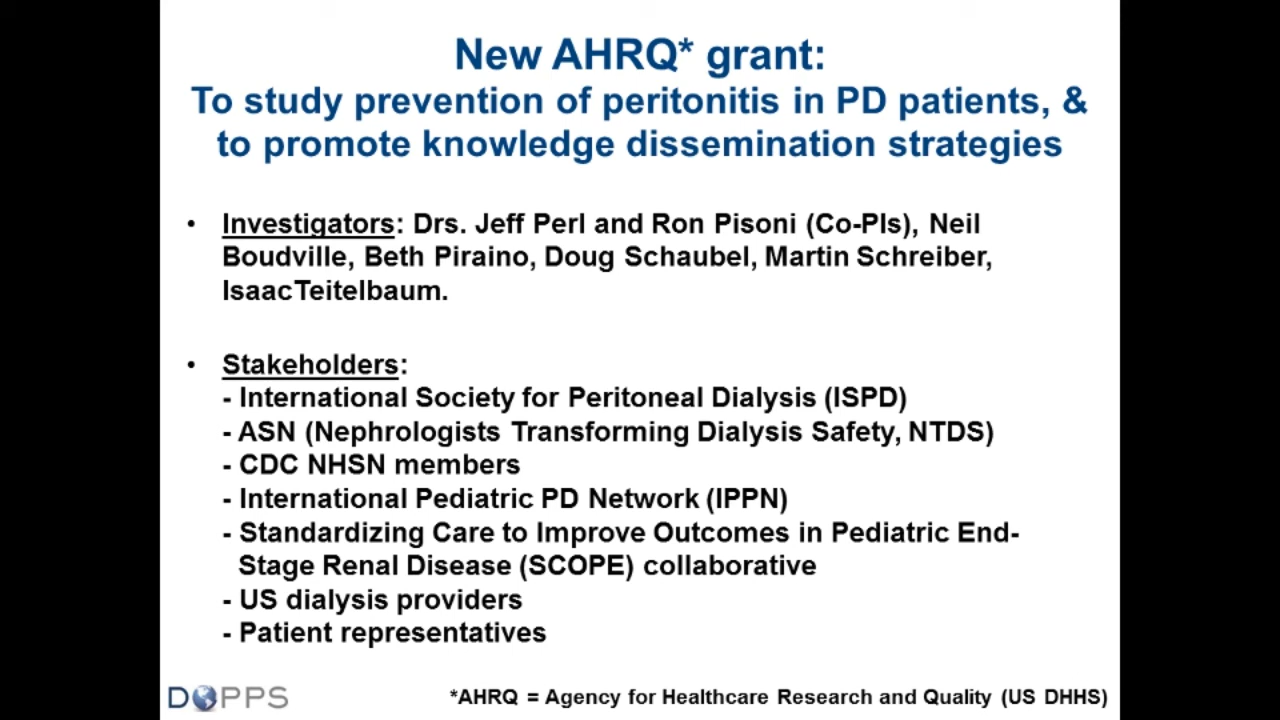 New AHRQ* grant:
To study prevention of peritonitis in PD patients, &
to promote knowledge dissemination strategies
• Investigators: Drs. Jeff Perl and Ron Pisoni (Co-PIs), Neil
Boudville, Beth Piraino, Doug Schaubel, Martin Schreiber,
IsaacTeitelbaum.
• Stakeholders:
- International Society for Peritoneal Dialysis (ISPD)
- ASN (Nephrologists Transforming Dialysis Safety, NTDS)
- CDC NHSN members
- International Pediatric PD Network (IPPN)
- Standardizing Care to Improve Outcomes in Pediatric End-
Stage Renal Disease (SCOPE) collaborative
- US dialysis providers
- Patient representatives
DOPPS
*AHRQ = Agency for Healthcare Research and Quality (US DHHS)